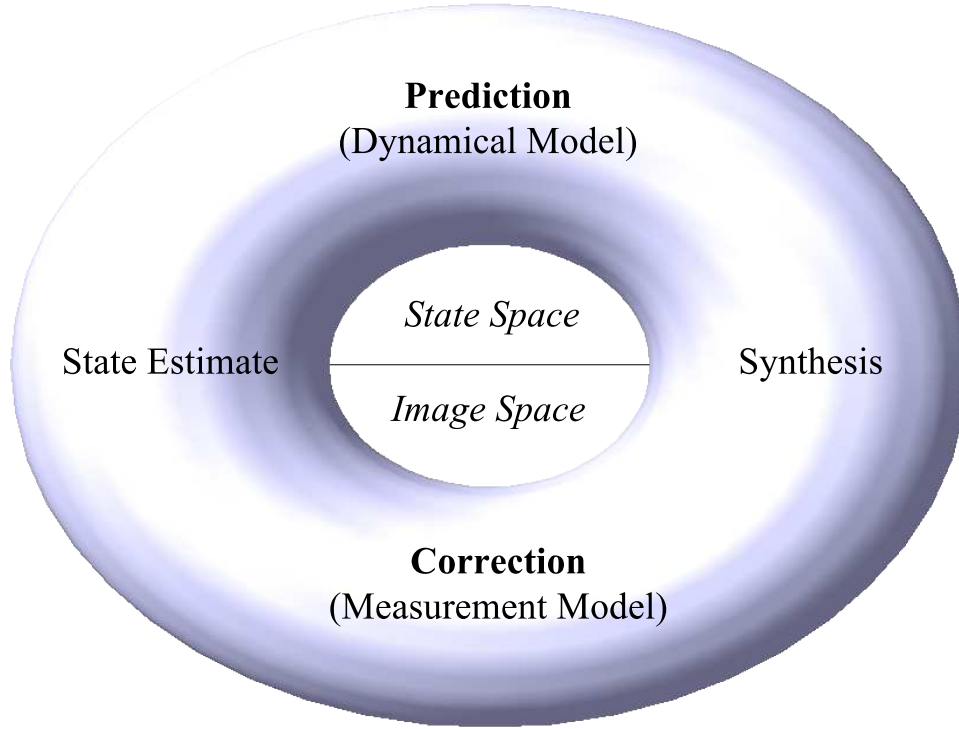 Prediction
(Dynamical Model)
State Space
State Estimate
Synthesis
Image Space
Correction
(Measurement Model)